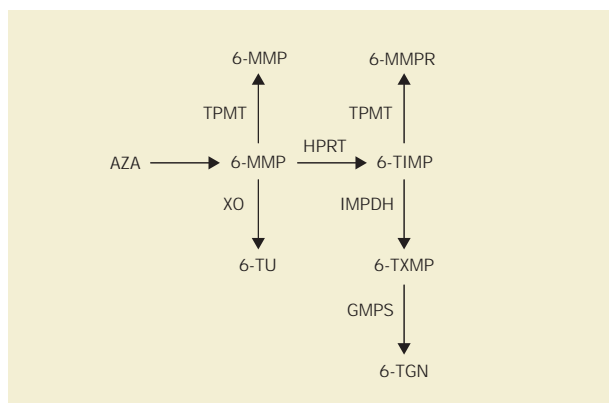 6-MMP 6-MMPR
TPMT TPMT
HPRT
AZA 6-MMP 6-TIMP
XO IMPDH
6-TU 6-TXMP
GMPS
6-TGN